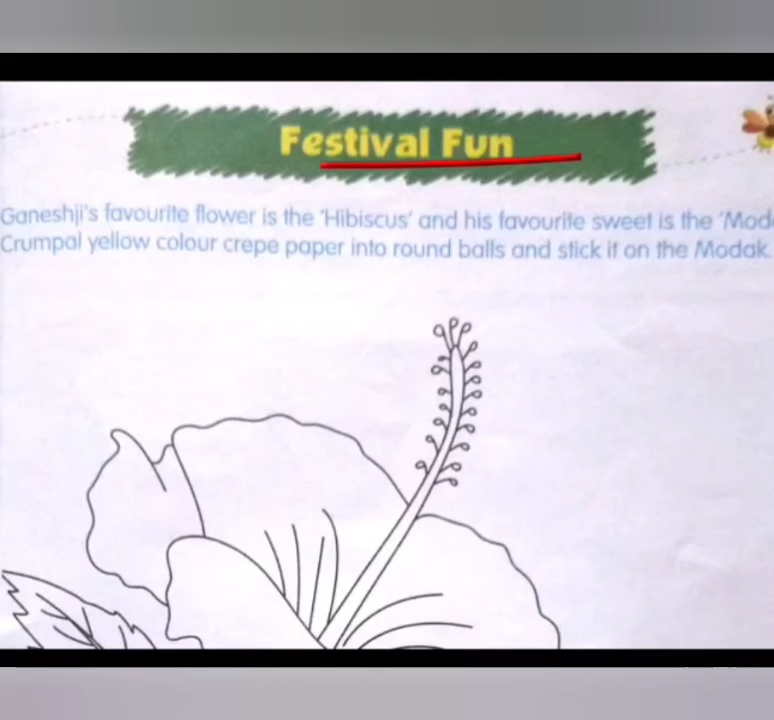 Festival Fun
Ganeshji's favourite flower is the 'Hibiscus' and his favourite sweet is the
Crumpal yellow colour crepe paper into round balls and stick it on the Modak.